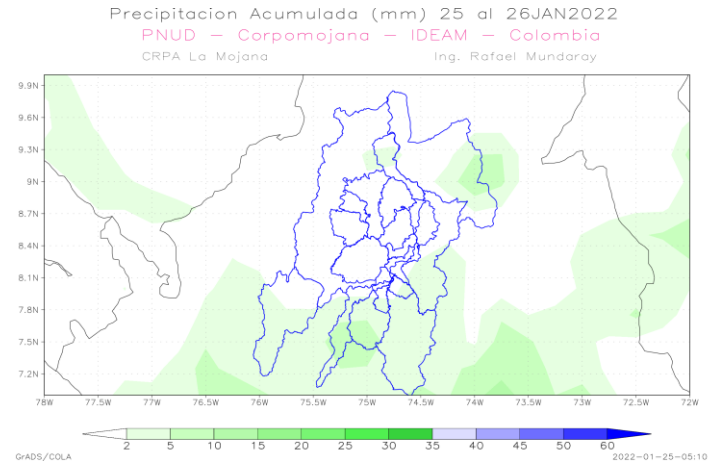 Precipitacion Acumulada (mm) 25 al 26JAN2022
PNUD – Corpomojana – IDEAM – Colombia
CRPA La Mojana Ing. Rafael Mundaray
9.9N
9.6N
9.3N
9N
8.7N
8.4N
8.1N
7.8N
7.5N
7.2N
78W 77.5W 77W 76.5W 76W 75.5W 75W 74.5W 74W 73.5W 73W 72.5W 72W
2 5 10 15 20 25 30 35 40 45 50 60
GrADS/COLA 2022-01-25-05:10